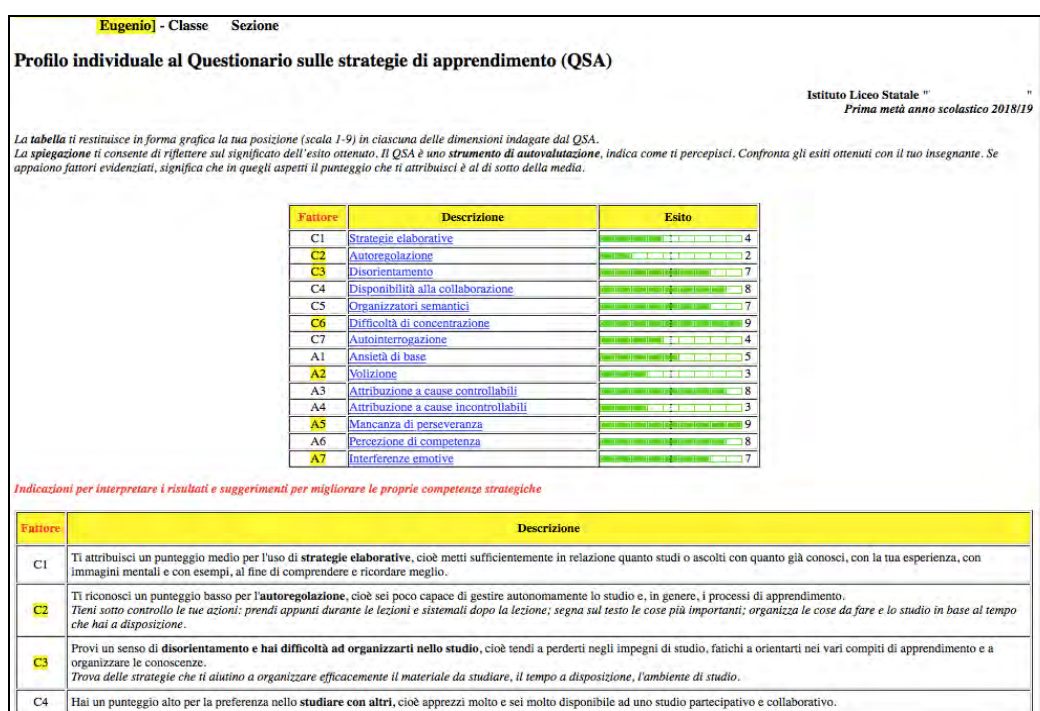 Eugenio] - Classe Sezione
Profilo individuale al Questionario sulle strategie di apprendimento (QSA)
Istituto Liceo Statale " "
Prima metà anno scolastico 2018/19
La tabella ti restituisce in forma grafica la tua posizione (scala 1-9) in ciascuna delle dimensioni indagate dal QSA.
La spiegazione ti consente di riflettere sul significato dell'esito ottenuto. Il QSA è uno strumento di autovalutazione, indica come ti percepisci. Confronta gli esiti ottenuti con il tuo insegnante. Se
appaiono fattori evidenziati, significa che in quegli aspetti il punteggio che ti attribuisci è al di sotto della media.
Fattore Descrizione Esito
C1 Strategie elaborative 4
C2 Autoregolazione 2
C3 Disorientamento 7
C4 Disponibilità alla collaborazione 8
C5 Organizzatori semantici 7
C6 Difficoltà di concentrazione 9
C7 Autointerrogazione 4
A1 Ansietà di base 5
A2 Volizione 3
A3 Attribuzione a cause controllabili 8
A4 Attribuzione a cause incontrollabili 3
A5 Mancanza di perseveranza 9
A6 Percezione di competenza 8
A7 Interferenze emotive 7
Indicazioni per interpretare i risultati e suggerimenti per migliorare le proprie competenze strategiche
Fattore Descrizione
C1 Ti attribuisci un punteggio medio per l'uso di strategie elaborative, cioè metti sufficientemente in relazione quanto studi o ascolti con quanto già conosci, con la tua esperienza, con
immagini mentali e con esempi, al fine di comprendere e ricordare meglio.
C2 Ti riconosci un punteggio basso per l'autoregolazione, cioè sei poco capace di gestire autonomamente lo studio e, in genere, i processi di apprendimento.
Tieni sotto controllo le tue azioni: prendi appunti durante le lezioni e sistemali dopo la lezione; segna sul testo le cose più importanti; organizza le cose da fare e lo studio in base al tempo
che hai a disposizione.
C3 Provi un senso di disorientamento e hai difficoltà ad organizzarti nello studio, cioè tendi a perderti negli impegni di studio, fatichi a orientarti nei vari compiti di apprendimento e a
organizzare le conoscenze.
Trova delle strategie che ti aiutino a organizzare efficacemente il materiale da studiare, il tempo a disposizione, l'ambiente di studio.
C4 Hai un punteggio alto per la preferenza nello studiare con altri, cioè apprezzi molto e sei molto disponibile ad uno studio partecipativo e collaborativo.